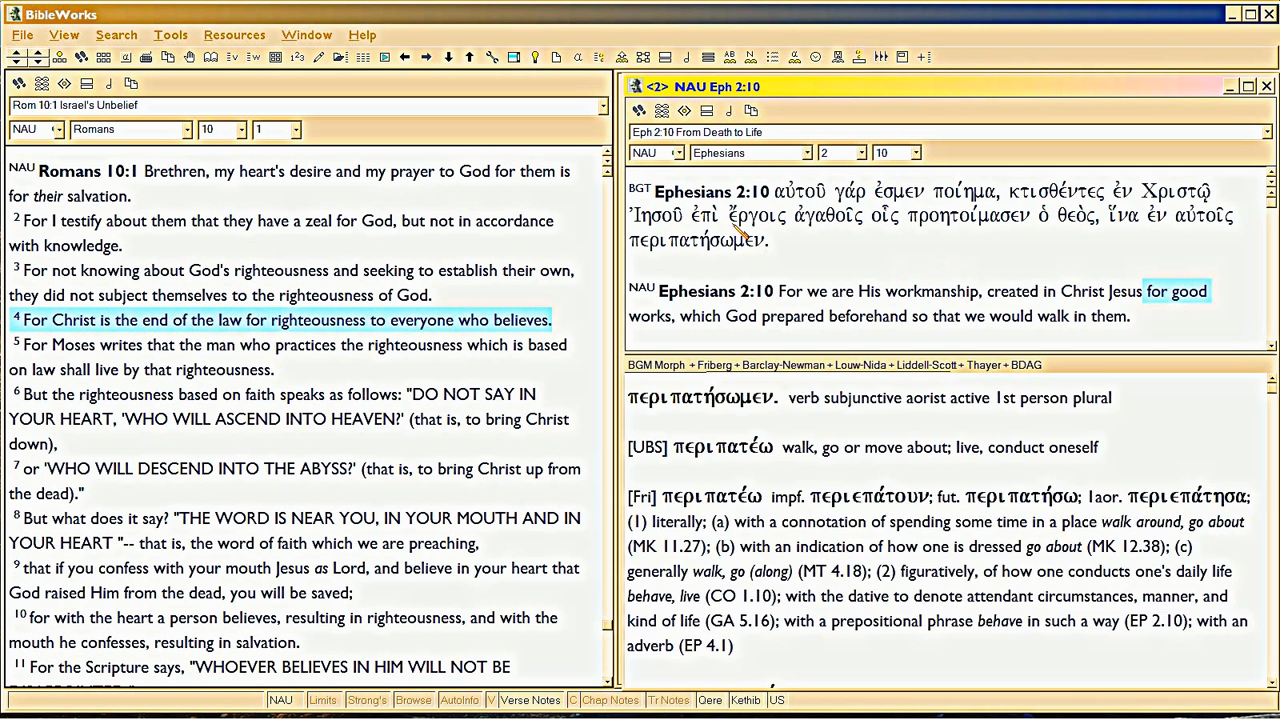 BibleWorks
File View Search Tools Resources Window Help
Rom 10:1 Israel's Unbelief
NAU Romans 10 1
NAU Romans 10:1 Brethren, my heart's desire and my prayer to God for them is
for their salvation.
2 For I testify about them that they have a zeal for God, but not in accordance
with knowledge.
3 For not knowing about God's righteousness and seeking to establish their own,
they did not subject themselves to the righteousness of God.
4 For Christ is the end of the law for righteousness to everyone who believes.
5 For Moses writes that the man who practices the righteousness which is based
on law shall live by that righteousness.
6 But the righteousness based on faith speaks as follows: "DO NOT SAY IN
YOUR HEART, 'WHO WILL ASCEND INTO HEAVEN?' (that is, to bring Christ
down),
7 or 'WHO WILL DESCEND INTO THE ABYSS?' (that is, to bring Christ up from
the dead)."
8 But what does it say? "THE WORD IS NEAR YOU, IN YOUR MOUTH AND IN
YOUR HEART "-- that is, the word of faith which we are preaching,
9 that if you confess with your mouth Jesus as Lord, and believe in your heart that
God raised Him from the dead, you will be saved;
10 for with the heart a person believes, resulting in righteousness, and with the
mouth he confesses, resulting in salvation.
11 For the Scripture says, "WHOEVER BELIEVES IN HIM WILL NOT BE
<2> NAU Eph 2:10
Eph 2:10 From Death to Life
NAU Ephesians 2 10
BGT Ephesians 2:10 αὐτοῦ γάρ ἐσμεν ποίημα, κτισθέντες ἐν Χριστῷ
Ἰησοῦ ἐπὶ ἔργοις ἀγαθοῖς οἷς προητοίμασεν ὁ θεὸς, ἵνα ἐν αὐτοῖς
περιπατήσωμεν.
NAU Ephesians 2:10 For we are His workmanship, created in Christ Jesus for good
works, which God prepared beforehand so that we would walk in them.
BGM Morph + Friberg + Barclay-Newman + Louw-Nida + Liddell-Scott + Thayer + BDAG
περιπατήσωμεν. verb subjunctive aorist active 1st person plural
[UBS] περιπατέω walk, go or move about; live, conduct oneself
[Fri] περιπατέω impf. περιεπάτουν; fut. περιπατήσω; 1aor. περιεπάτησα;
(1) literally; (a) with a connotation of spending some time in a place walk around, go about
(MK 11.27); (b) with an indication of how one is dressed go about (MK 12.38); (c)
generally walk, go (along) (MT 4.18); (2) figuratively, of how one conducts one's daily life
behave, live (CO 1.10); with the dative to denote attendant circumstances, manner, and
kind of life (GA 5.16); with a prepositional phrase behave in such a way (EP 2.10); with an
adverb (EP 4.1)
NAU Limits Strong's Browse AutoInfo V Verse Notes C Chap Notes Tr Notes Qere Kethib US